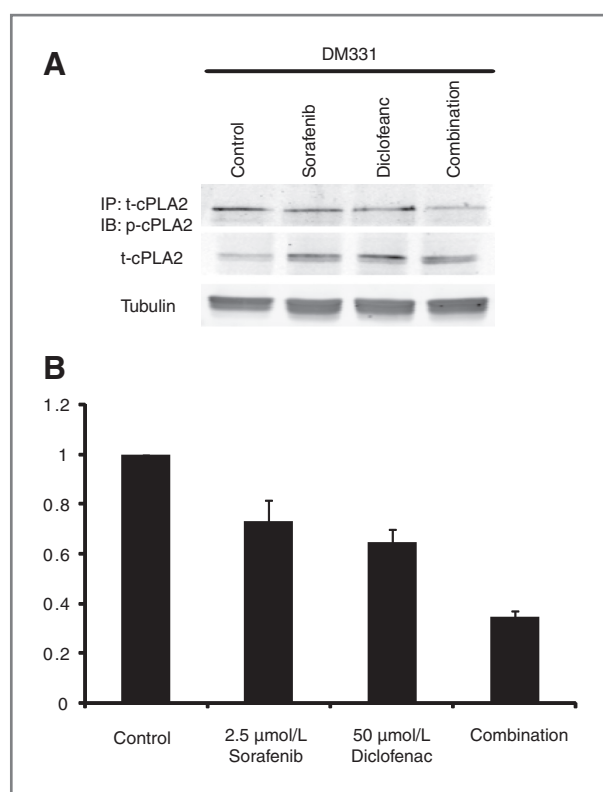 A
DM331
Control
Sorafenib
Diclofeanc
Combination
IP: t-cPLA2
IB: p-cPLA2
t-cPLA2
Tubulin
B
1.2
1
0.8
0.6
0.4
0.2
0
Control
2.5 µmol/L
Sorafenib
50 µmol/L
Diclofenac
Combination